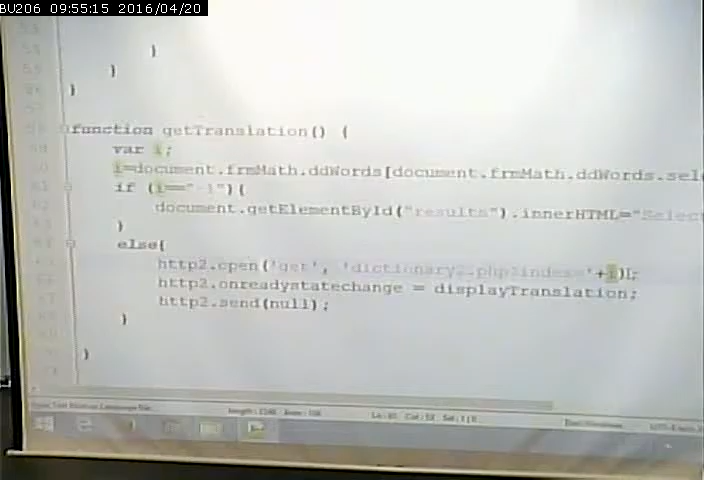 BU206 09:55:15 2016/04/20
}
}
}
function getTranslation() {
var i;
i=document.frmMath.ddWords[document.frmMath.ddWords.sel
if (i=="-1"){
document.getElementById("results").innerHTML="Select
}
else{
http2.open('get', 'dictionary2.php?index='+i);
http2.onreadystatechange = displayTranslation;
http2.send(null);
}
}